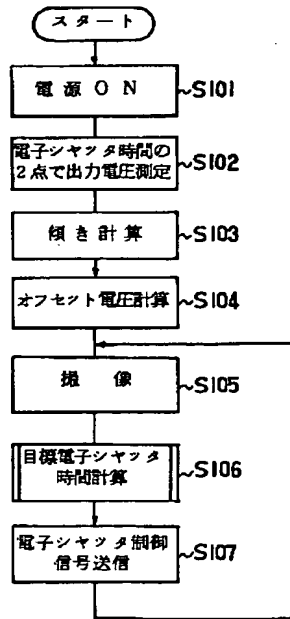 スタート
電源ON
S101
電子シャッタ時間の
2点で出力電圧測定
S102
傾き計算
S103
オフセット電圧計算
S104
撮像
S105
目標電子シャッタ
時間計算
S106
電子シャッタ制御
信号送信
S107